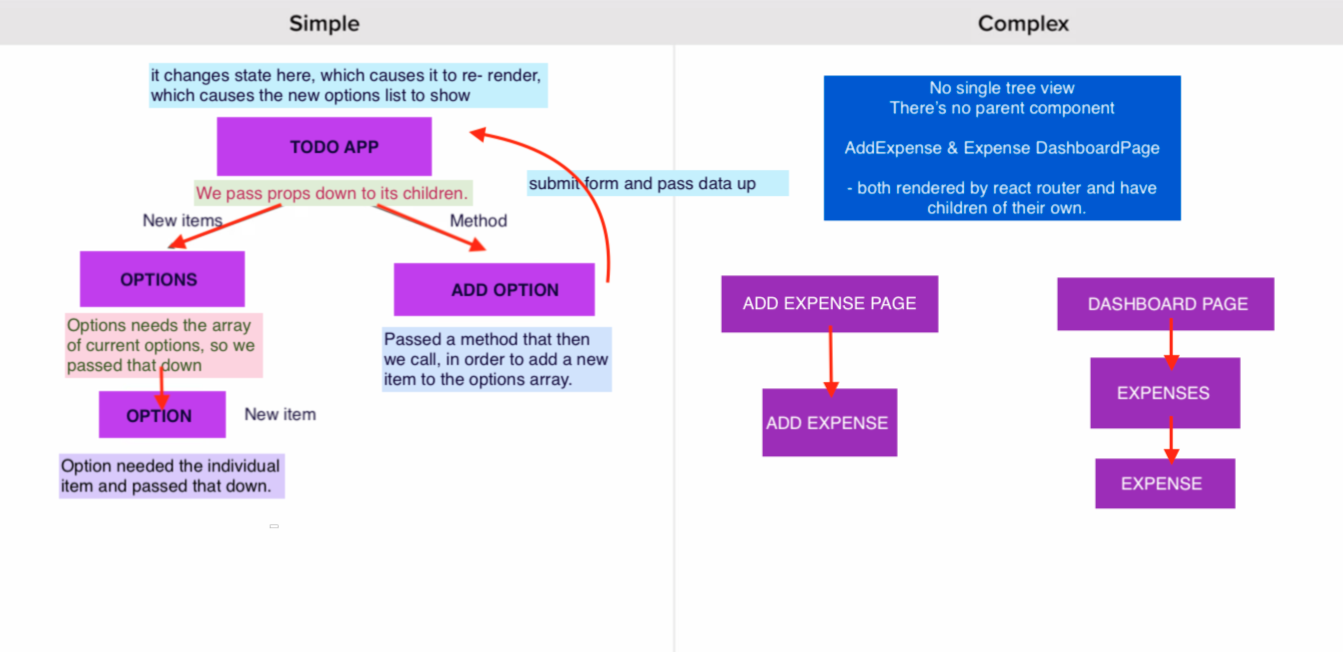 Simple
it changes state here, which causes it to re- render,
which causes the new options list to show
TODO APP
We pass props down to its children.
submit form and pass data up
New items
Method
OPTIONS
ADD OPTION
Options needs the array
of current options, so we
passed that down
Passed a method that then
we call, in order to add a new
item to the options array.
OPTION
New item
Option needed the individual
item and passed that down.
Complex
No single tree view
There's no parent component
AddExpense & Expense DashboardPage
- both rendered by react router and have
children of their own.
ADD EXPENSE PAGE
DASHBOARD PAGE
ADD EXPENSE
EXPENSES
EXPENSE